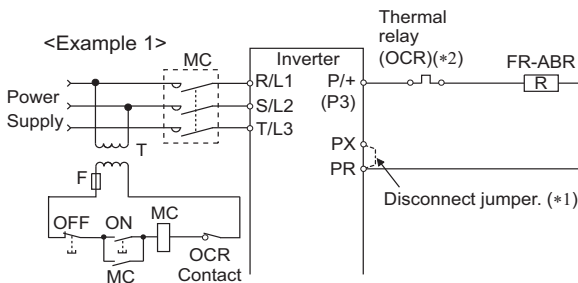 <Example 1>
MC
Inverter
Thermal
relay
(OCR)(*2)
FR-ABR
R/L1
P/+
R
Power
S/L2
(P3)
Supply
T/L3
T
PX
F
PR
Disconnect jumper. (*1)
OFF
ON
MC
MC
OCR
Contact